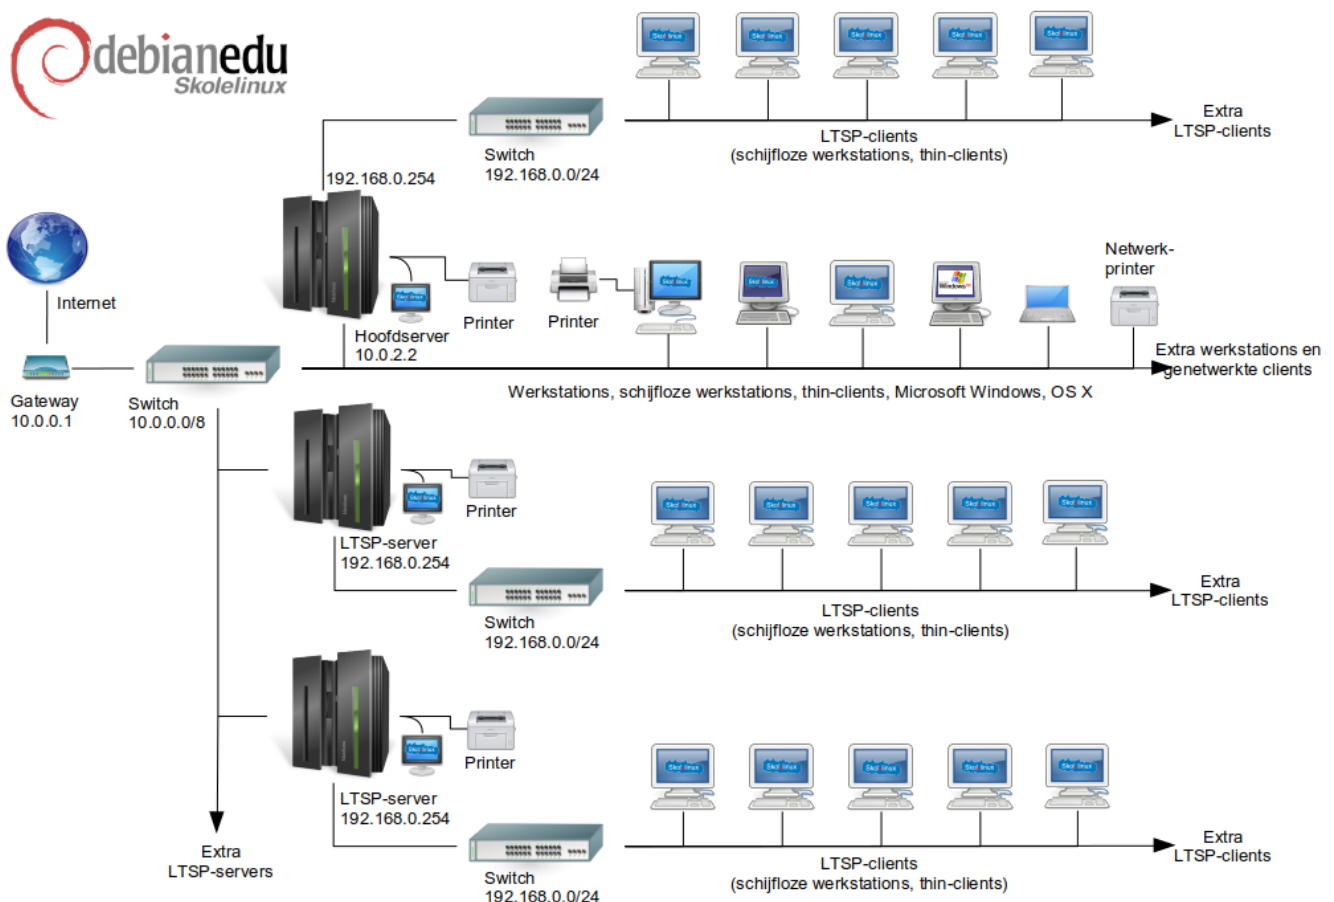 debianedu
Skolelinux
Extra
LTSP-clients
LTSP-clients
(schijfloze werkstations, thin-clients)
Switch
192.168.0.0/24
192.168.0.254
Internet
Printer
Printer
Netwerk-
printer
Hoofdserver
10.0.2.2
Windows
Extra werkstations en
genetwerkte clients
Werkstations, schijfloze werkstations, thin-clients, Microsoft Windows, OS X
Gateway
10.0.0.1
Switch
10.0.0.0/8
Printer
LTSP-server
192.168.0.254
Switch
192.168.0.0/24
LTSP-clients
(schijfloze werkstations, thin-clients)
Extra
LTSP-clients
Printer
LTSP-server
192.168.0.254
Switch
192.168.0.0/24
LTSP-clients
(schijfloze werkstations, thin-clients)
Extra
LTSP-clients
Extra
LTSP-servers